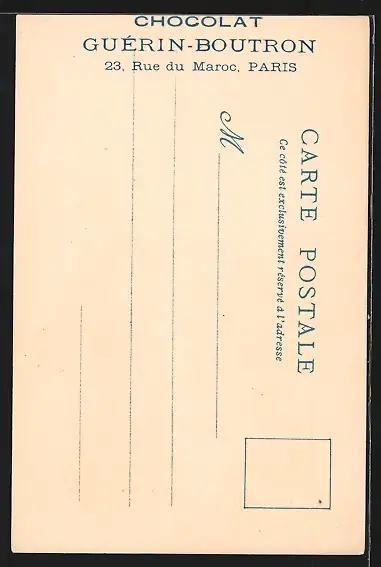 CHOCOLAT
GUÉRIN-BOUTRON
23, Rue du Maroc, PARIS
CARTE POSTALE
Ce côté est exclusivement réservé à l'adresse
M